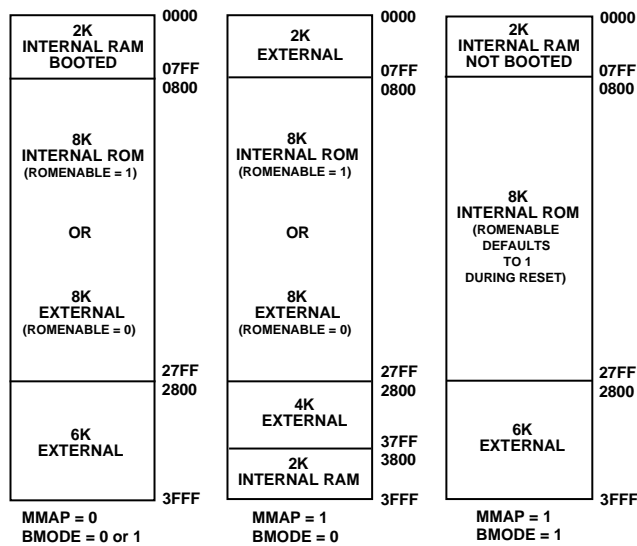 0000
2K
INTERNAL RAM
BOOTED
07FF
0800
8K
INTERNAL ROM
(ROMENABLE = 1)
OR
8K
EXTERNAL
(ROMENABLE = 0)
27FF
2800
6K
EXTERNAL
3FFF
MMAP = 0
BMODE = 0 or 1
0000
2K
EXTERNAL
07FF
0800
8K
INTERNAL ROM
(ROMENABLE = 1)
OR
8K
EXTERNAL
(ROMENABLE = 0)
27FF
2800
4K
EXTERNAL
37FF
3800
2K
INTERNAL RAM
3FFF
MMAP = 1
BMODE = 0
0000
2K
INTERNAL RAM
NOT BOOTED
07FF
0800
8K
INTERNAL ROM
(ROMENABLE
DEFAULTS
TO 1
DURING RESET)
27FF
2800
6K
EXTERNAL
3FFF
MMAP = 1
BMODE = 1